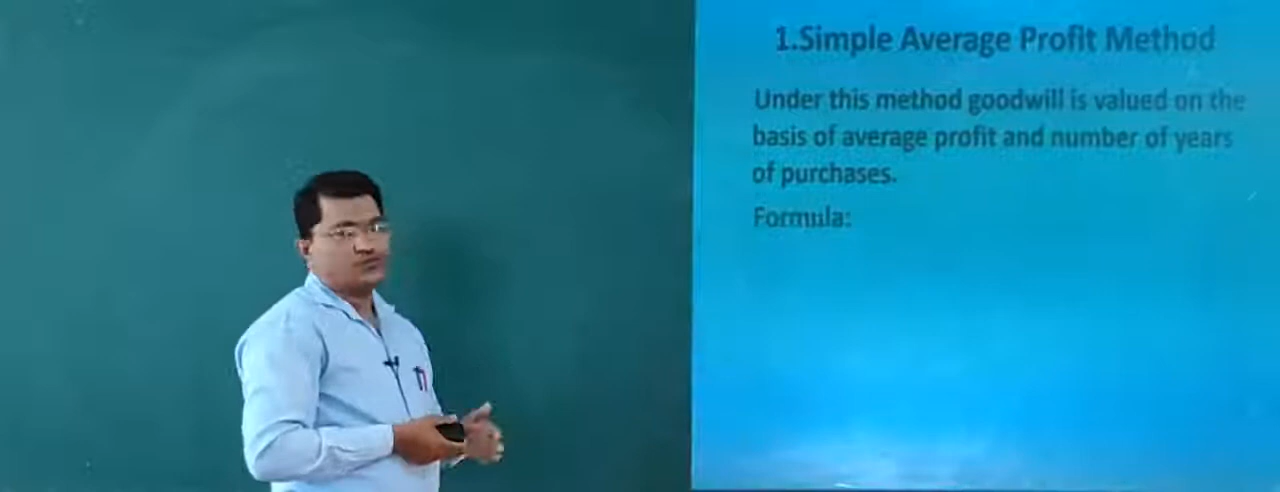 1.Simple Average Profit Method
Under this method goodwill is valued on the
basis of average profit and number of years
of purchases.
Formula: